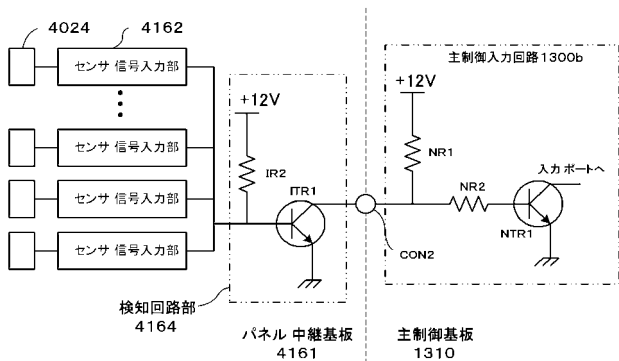 4024
4162
センサ 信号入力部
センサ 信号入力部
センサ 信号入力部
センサ 信号入力部
+12V
IR2
ITR1
検知回路部
4164
パネル 中継基板
4161
CON2
主制御入力回路1300b
+12V
NR1
NR2
NTR1
入力ポートへ
主制御基板
1310